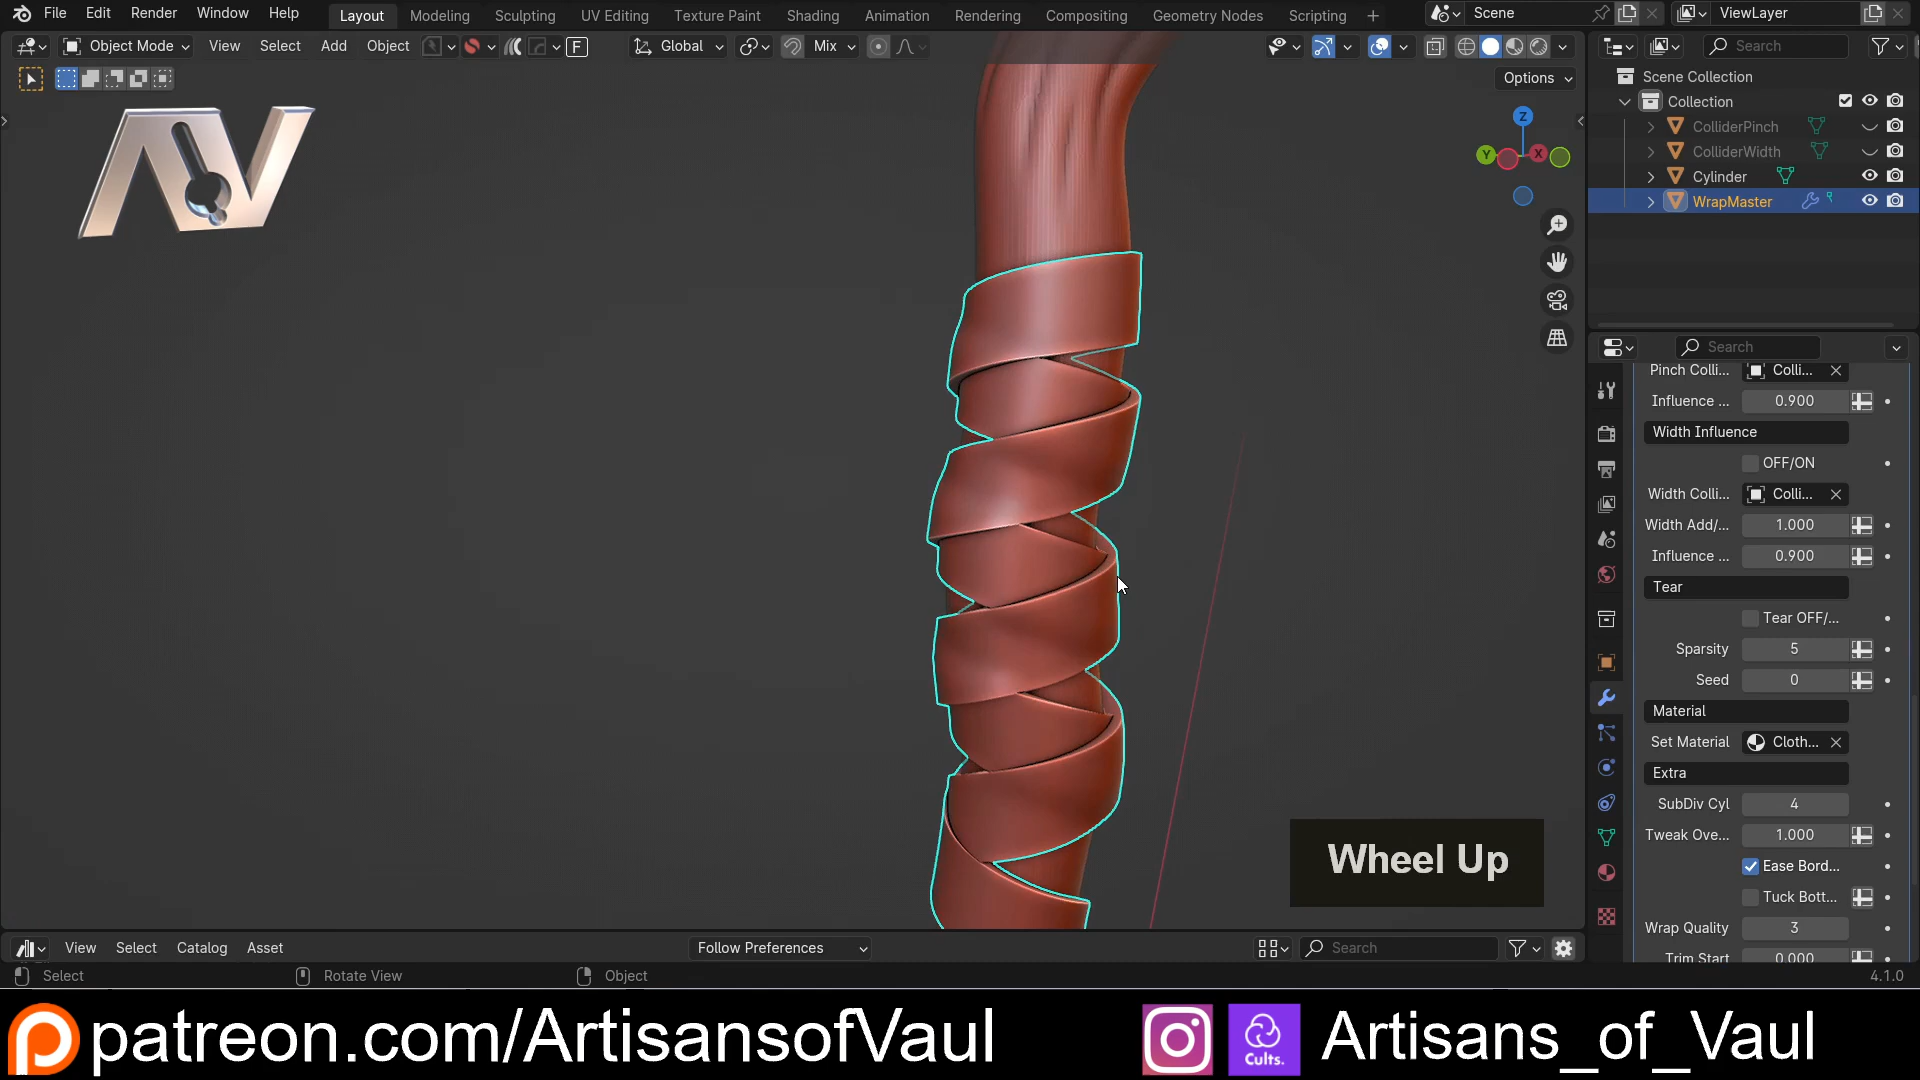 File Edit Render Window Help Layout Modeling Sculpting UV Editing Texture Paint Shading Animation Rendering Compositing Geometry Nodes Scripting + Scene ViewLayer
Object Mode View Select Add Object F Global Mix Search
Options
AV
Z
Y X
Scene Collection
Collection
ColliderPinch
ColliderWidth
Cylinder
WrapMaster
Search
Pinch Colli... Colli...
Influence ... 0.900
Width Influence
OFF/ON
Width Colli... Colli...
Width Add/... 1.000
Influence ... 0.900
Tear
Tear OFF/...
Sparsity 5
Seed 0
Material
Set Material Cloth...
Extra
SubDiv Cyl 4
Tweak Ove... 1.000
Ease Bord...
Tuck Bott...
Wrap Quality 3
Trim Start 0.000
Wheel Up
View Select Catalog Asset Follow Preferences Search
Select Rotate View Object 4.1.0
patreon.com/ArtisansofVaul Cults. Artisans_of_Vaul